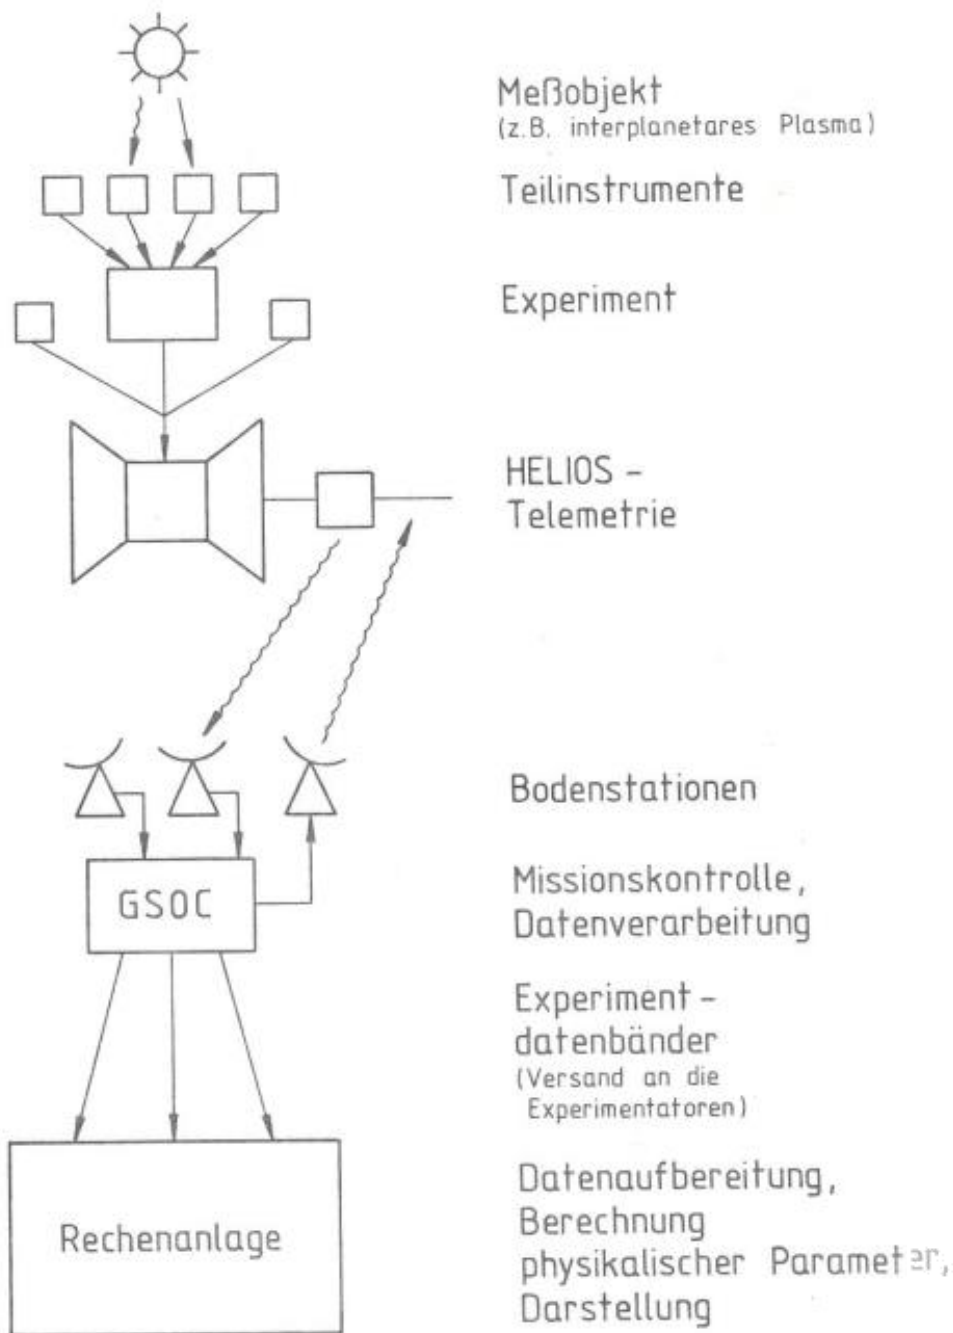 Meßobjekt
(z.B. interplanetares Plasma)
Teilinstrumente
Experiment
HELIOS -
Telemetrie
Bodenstationen
GSOC
Missionskontrolle,
Datenverarbeitung
Experiment -
datenbänder
(Versand an die
Experimentatoren)
Rechenanlage
Datenaufbereitung,
Berechnung
physikalischer Parameter,
Darstellung